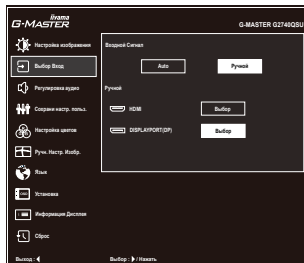 iiyama
G-MASTER
G-MASTER G2740QSU
Настройка изображения
Входной Сигнал
Выбор Вход
Auto
Ручной
Регулировка аудио
Ручной
Сохрани настр. польз.
HDMI
Выбор
Настройка цветов
DISPLAYPORT(DP)
Выбор
Ручн. Настр. Изобр.
Язык
Установка
Информация Дисплея
Сброс
Выход :
Выбор : / Нажать